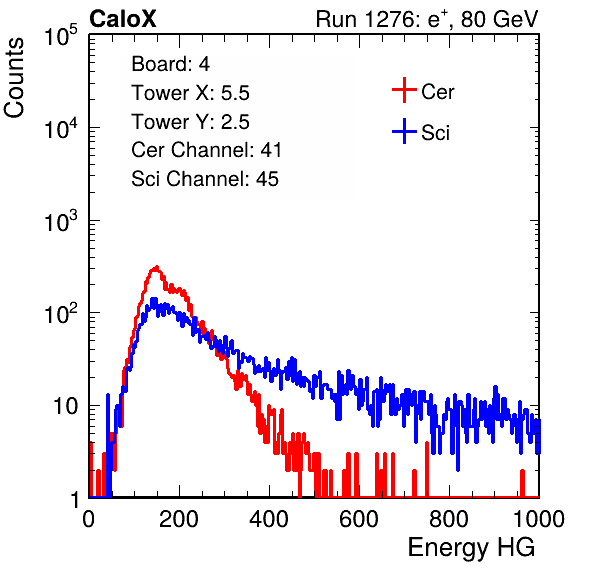 CaloX Run 1276: e⁺, 80 GeV
Counts
10⁵
10⁴
10³
10²
10
1
Board: 4
Tower X: 5.5
Tower Y: 2.5
Cer Channel: 41
Sci Channel: 45
Cer
Sci
0 200 400 600 800 1000
Energy HG